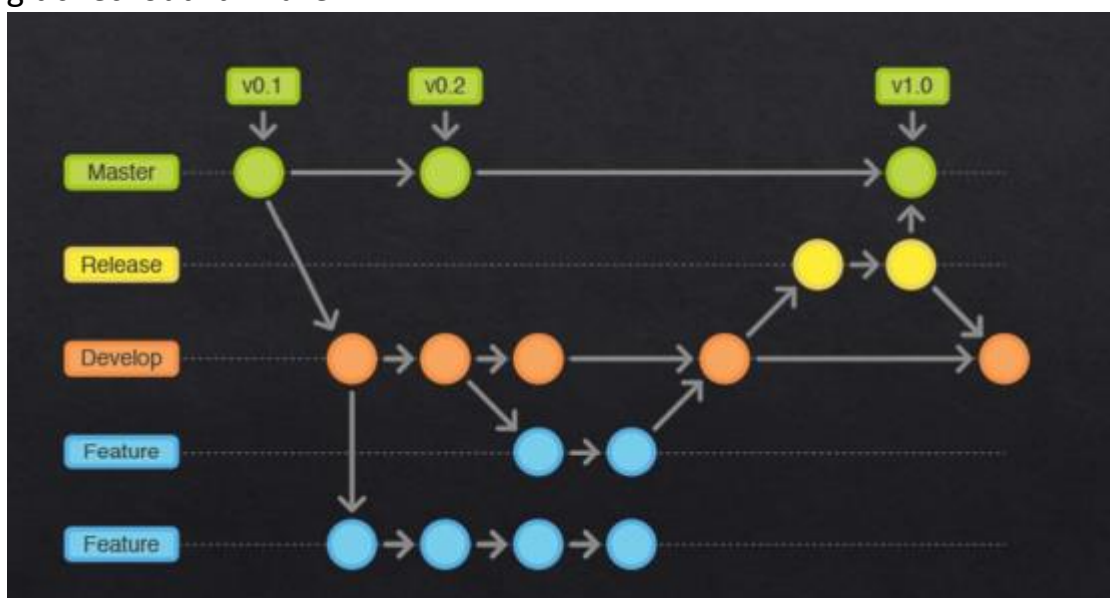 v0.1
v0.2
v1.0
Master
Release
Develop
Feature
Feature